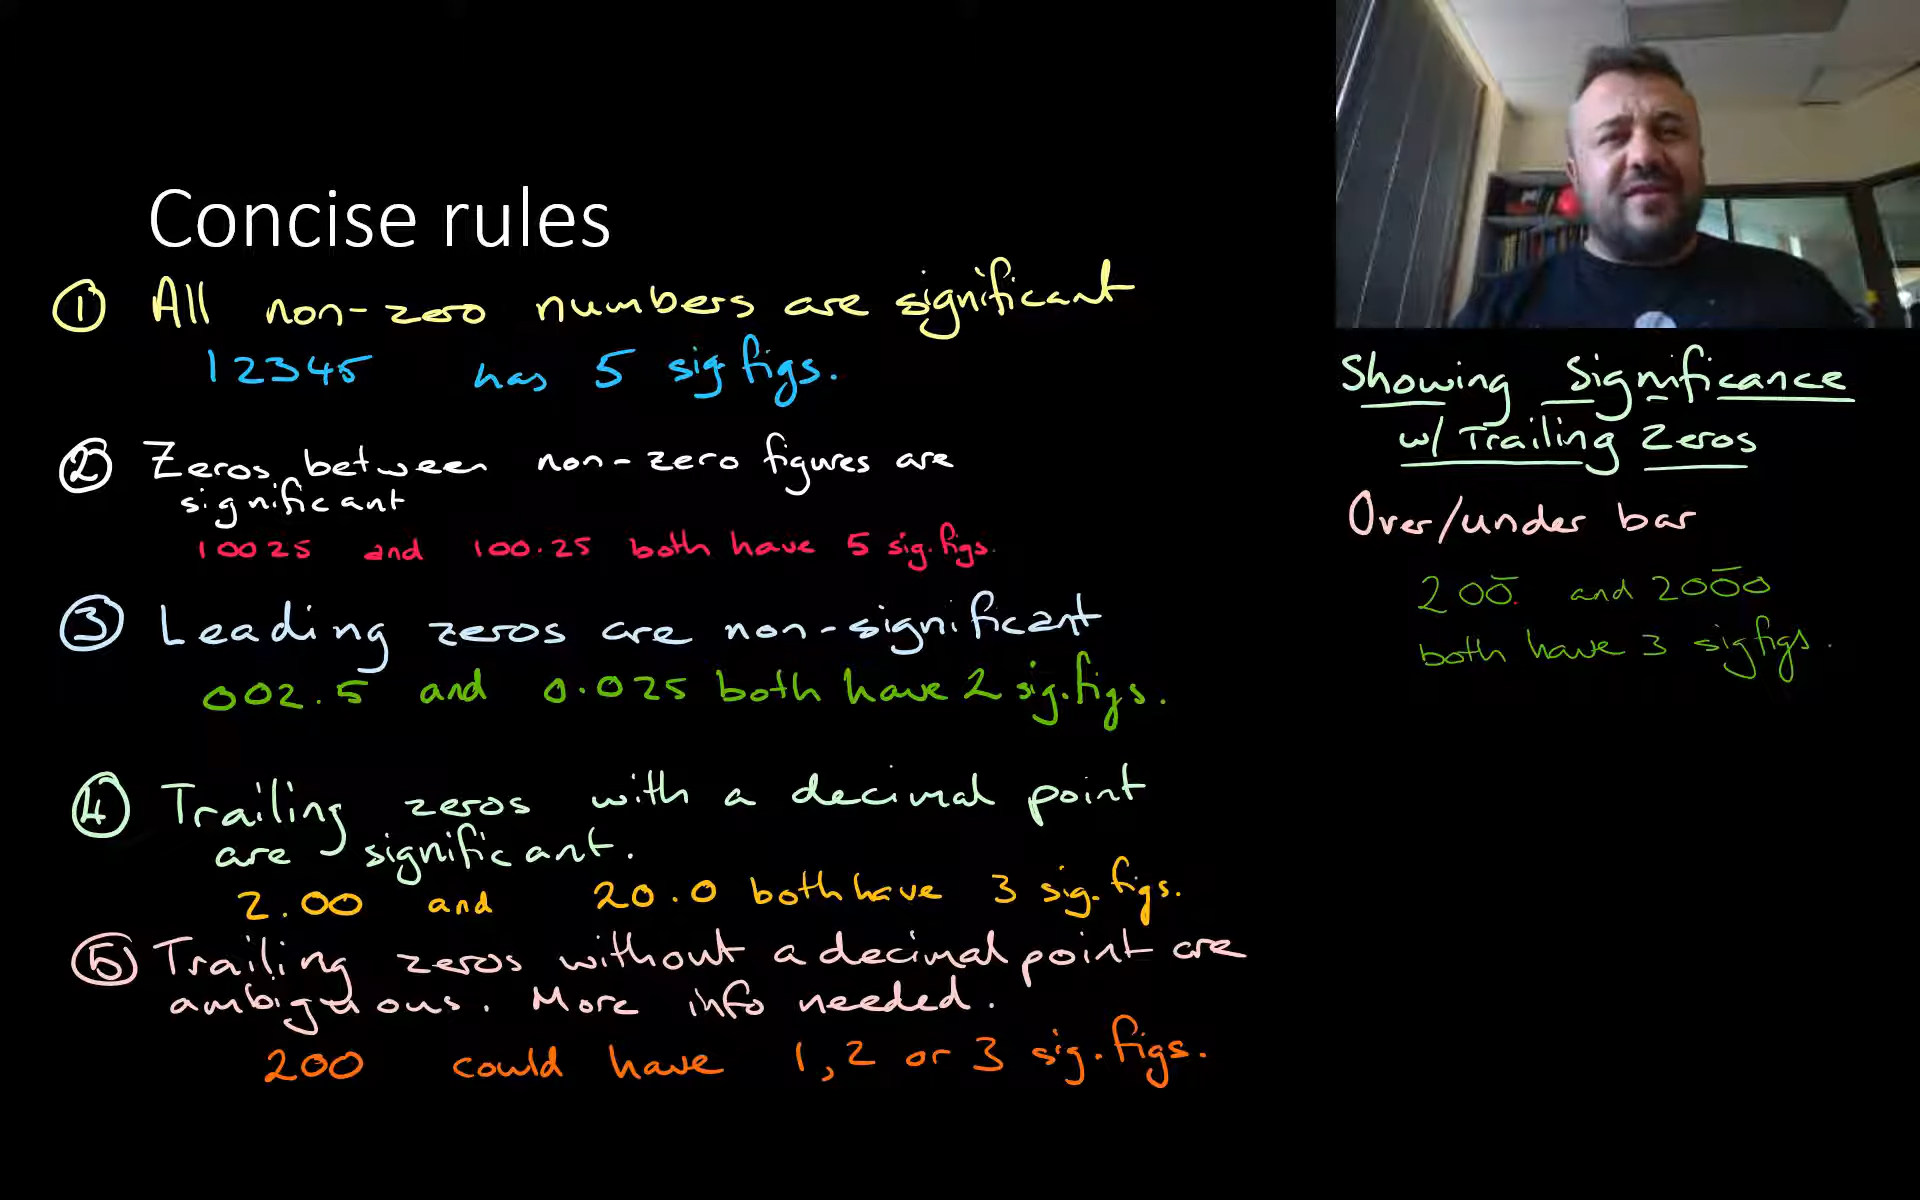 Concise rules
① All non-zero numbers are significant
12345 has 5 sig figs.
② Zeros between non-zero figures are
significant
10025 and 100.25 both have 5 sig. figs.
③ Leading zeros are non-significant
002.5 and 0.025 both have 2 sig. figs.
④ Trailing zeros with a decimal point
are significant.
2.00 and 20.0 both have 3 sig. figs.
⑤ Trailing zeros without a decimal point are
ambiguous. More info needed.
200 could have 1, 2 or 3 sig. figs.
Showing Significance
w/ Trailing Zeros
Over/under bar
200̅ and 200̅0
both have 3 sig figs.